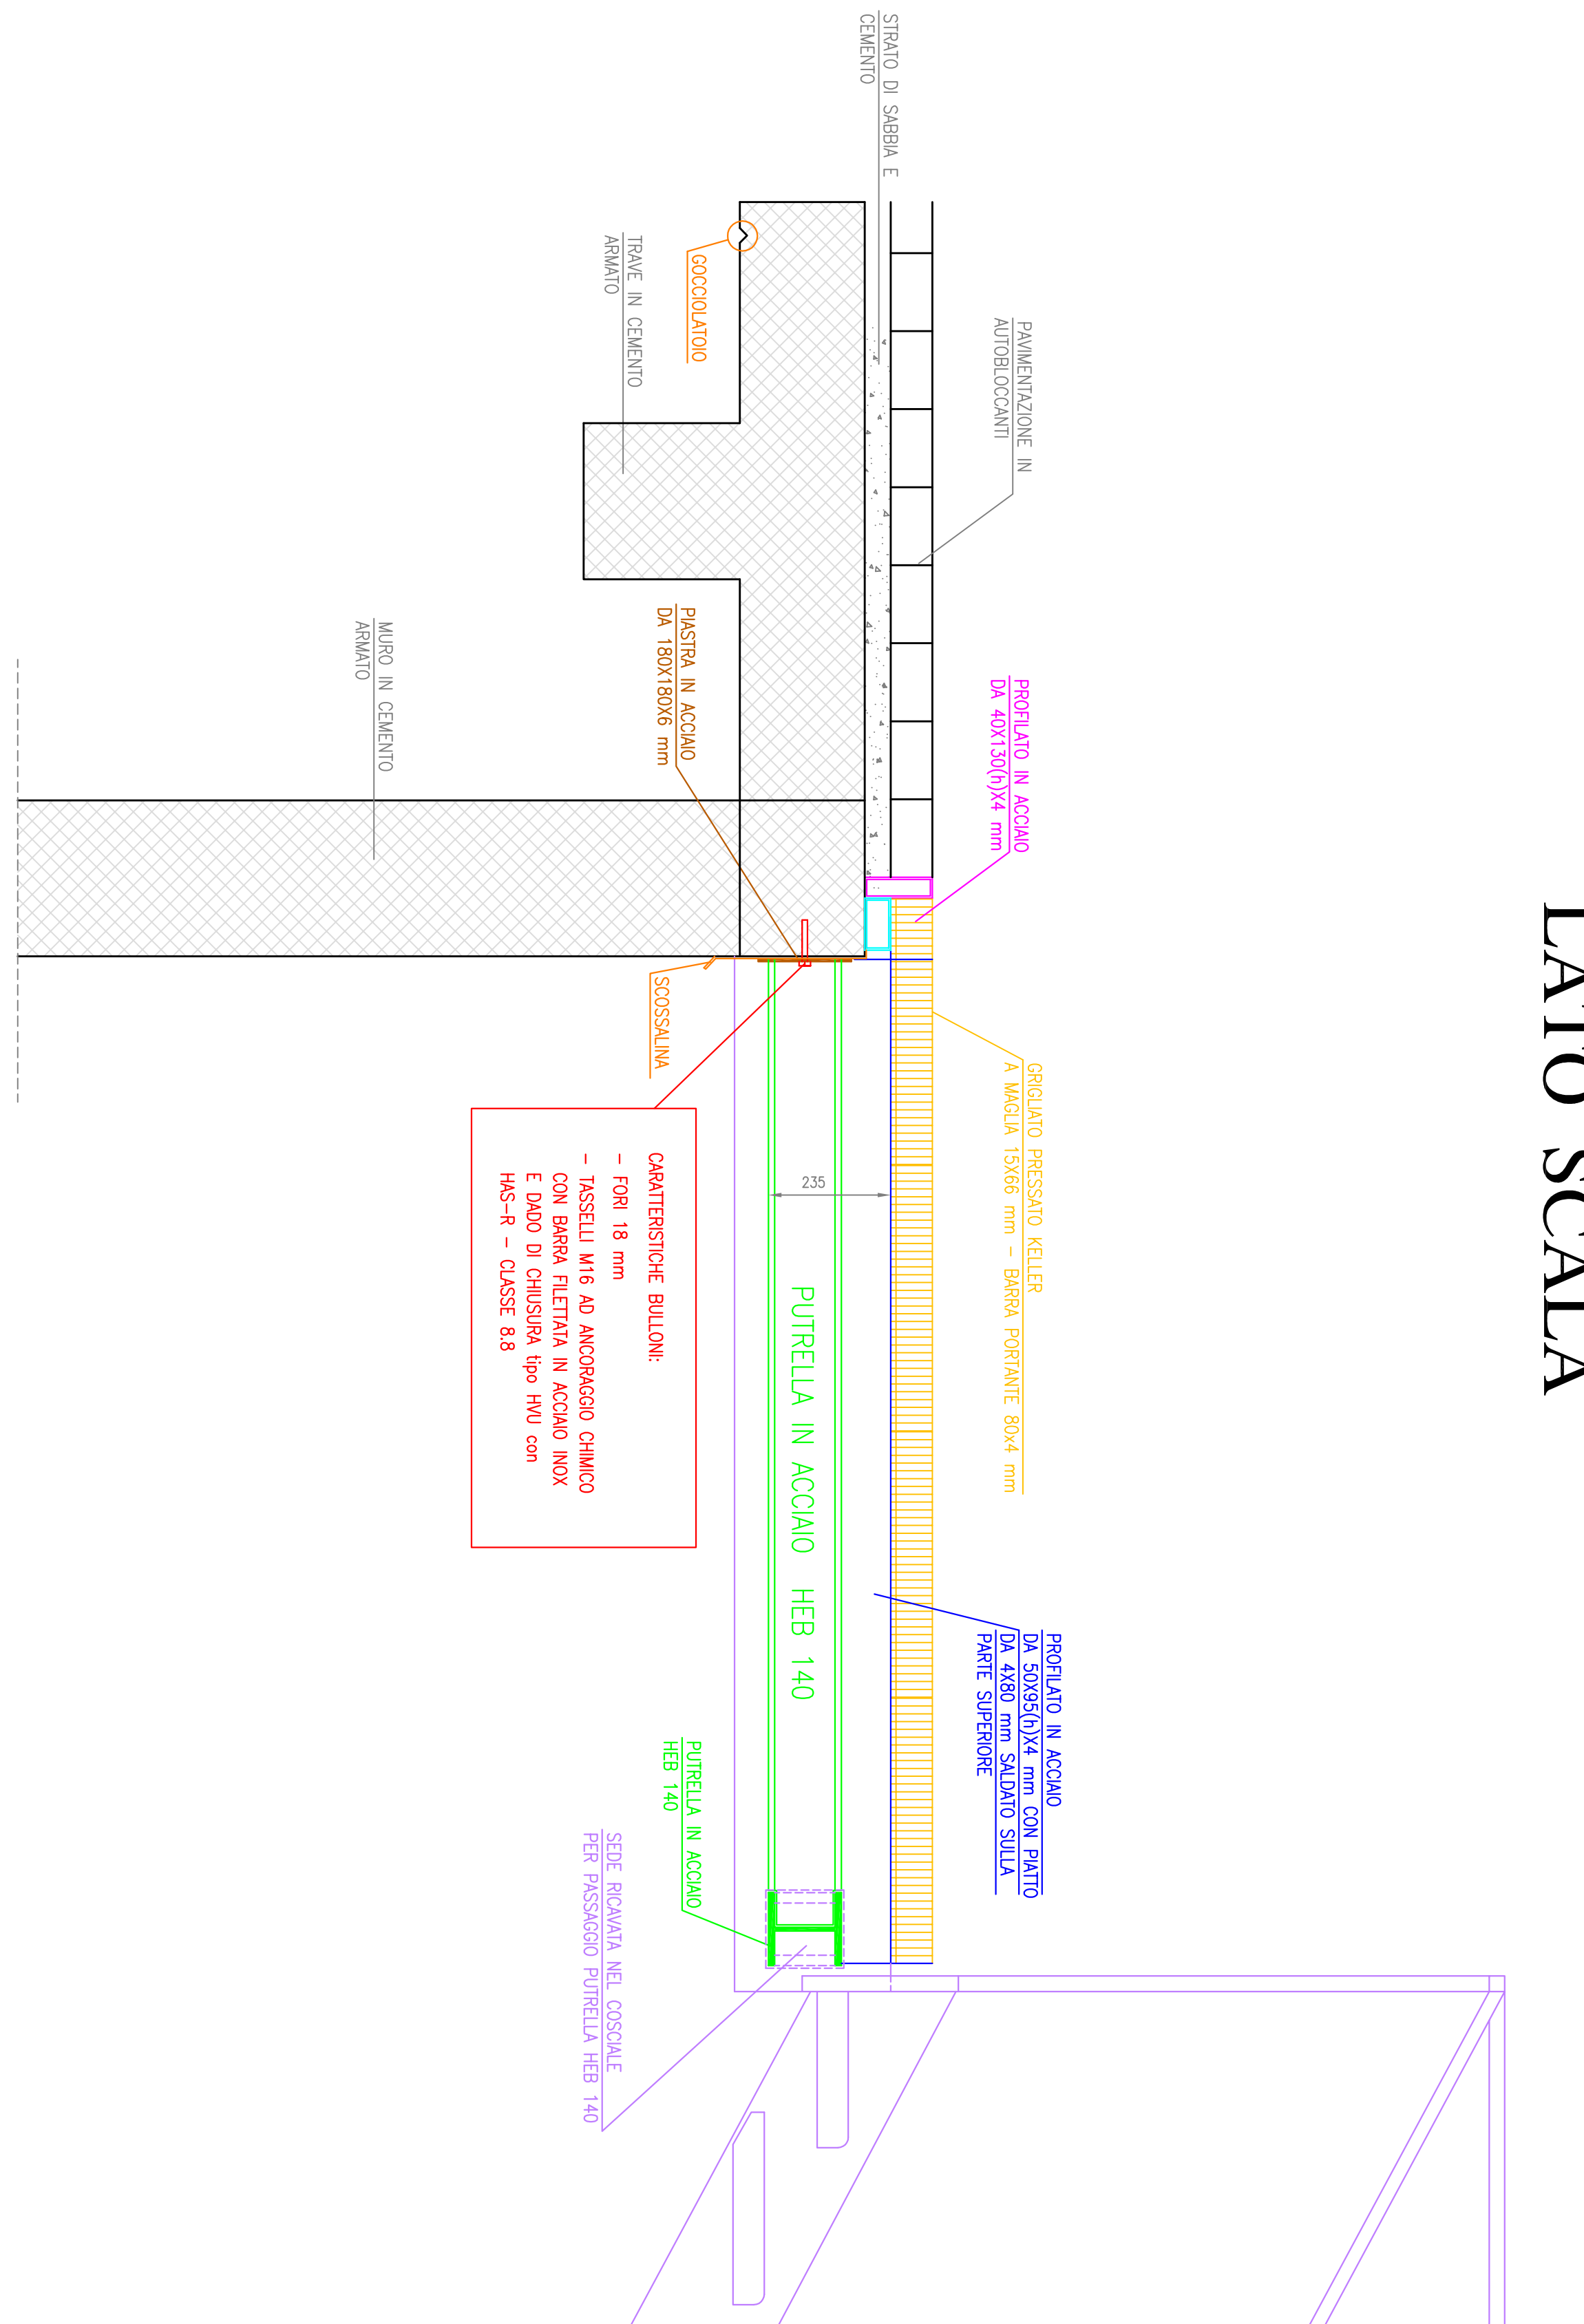 LATO SCALA
STRATO DI SABBIA E
CEMENTO
PAVIMENTAZIONE IN
AUTOBLOCCANTI
PROFILATO IN ACCIAIO
DA 40X130(h)X4 mm
GRIGLIATO PRESSATO KELLER
A MAGLIA 15X66 mm - BARRA PORTANTE 80x4 mm
PROFILATO IN ACCIAIO
DA 50X95(h)X4 mm CON PIATTO
DA 4X80 mm SALDATO SULLA
PARTE SUPERIORE
235
PUTRELLA IN ACCIAIO HEB 140
GOCCIOLATOIO
TRAVE IN CEMENTO
ARMATO
PIASTRA IN ACCIAIO
DA 180X180X6 mm
SCOSSALINA
CARATTERISTICHE BULLONI:
- FORI 18 mm
- TASSELLI M16 AD ANCORAGGIO CHIMICO
CON BARRA FILETTATA IN ACCIAIO INOX
E DADO DI CHIUSURA tipo HVU con
HAS-R - CLASSE 8.8
PUTRELLA IN ACCIAIO
HEB 140
SEDE RICAVATA NEL COSCIALE
PER PASSAGGIO PUTRELLA HEB 140
MURO IN CEMENTO
ARMATO